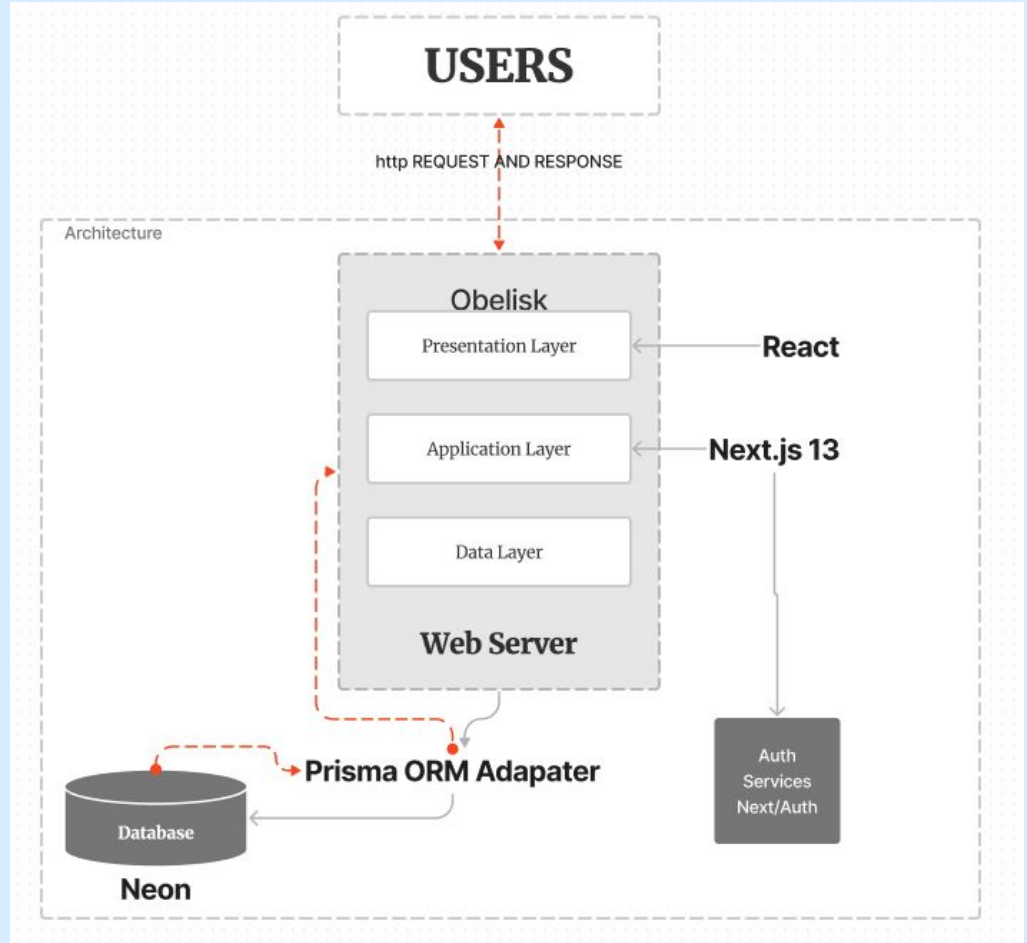 USERS
http REQUEST AND RESPONSE
Architecture
Obelisk
Presentation Layer
React
Application Layer
Next.js 13
Data Layer
Web Server
Prisma ORM Adapater
Auth
Services
Next/Auth
Database
Neon